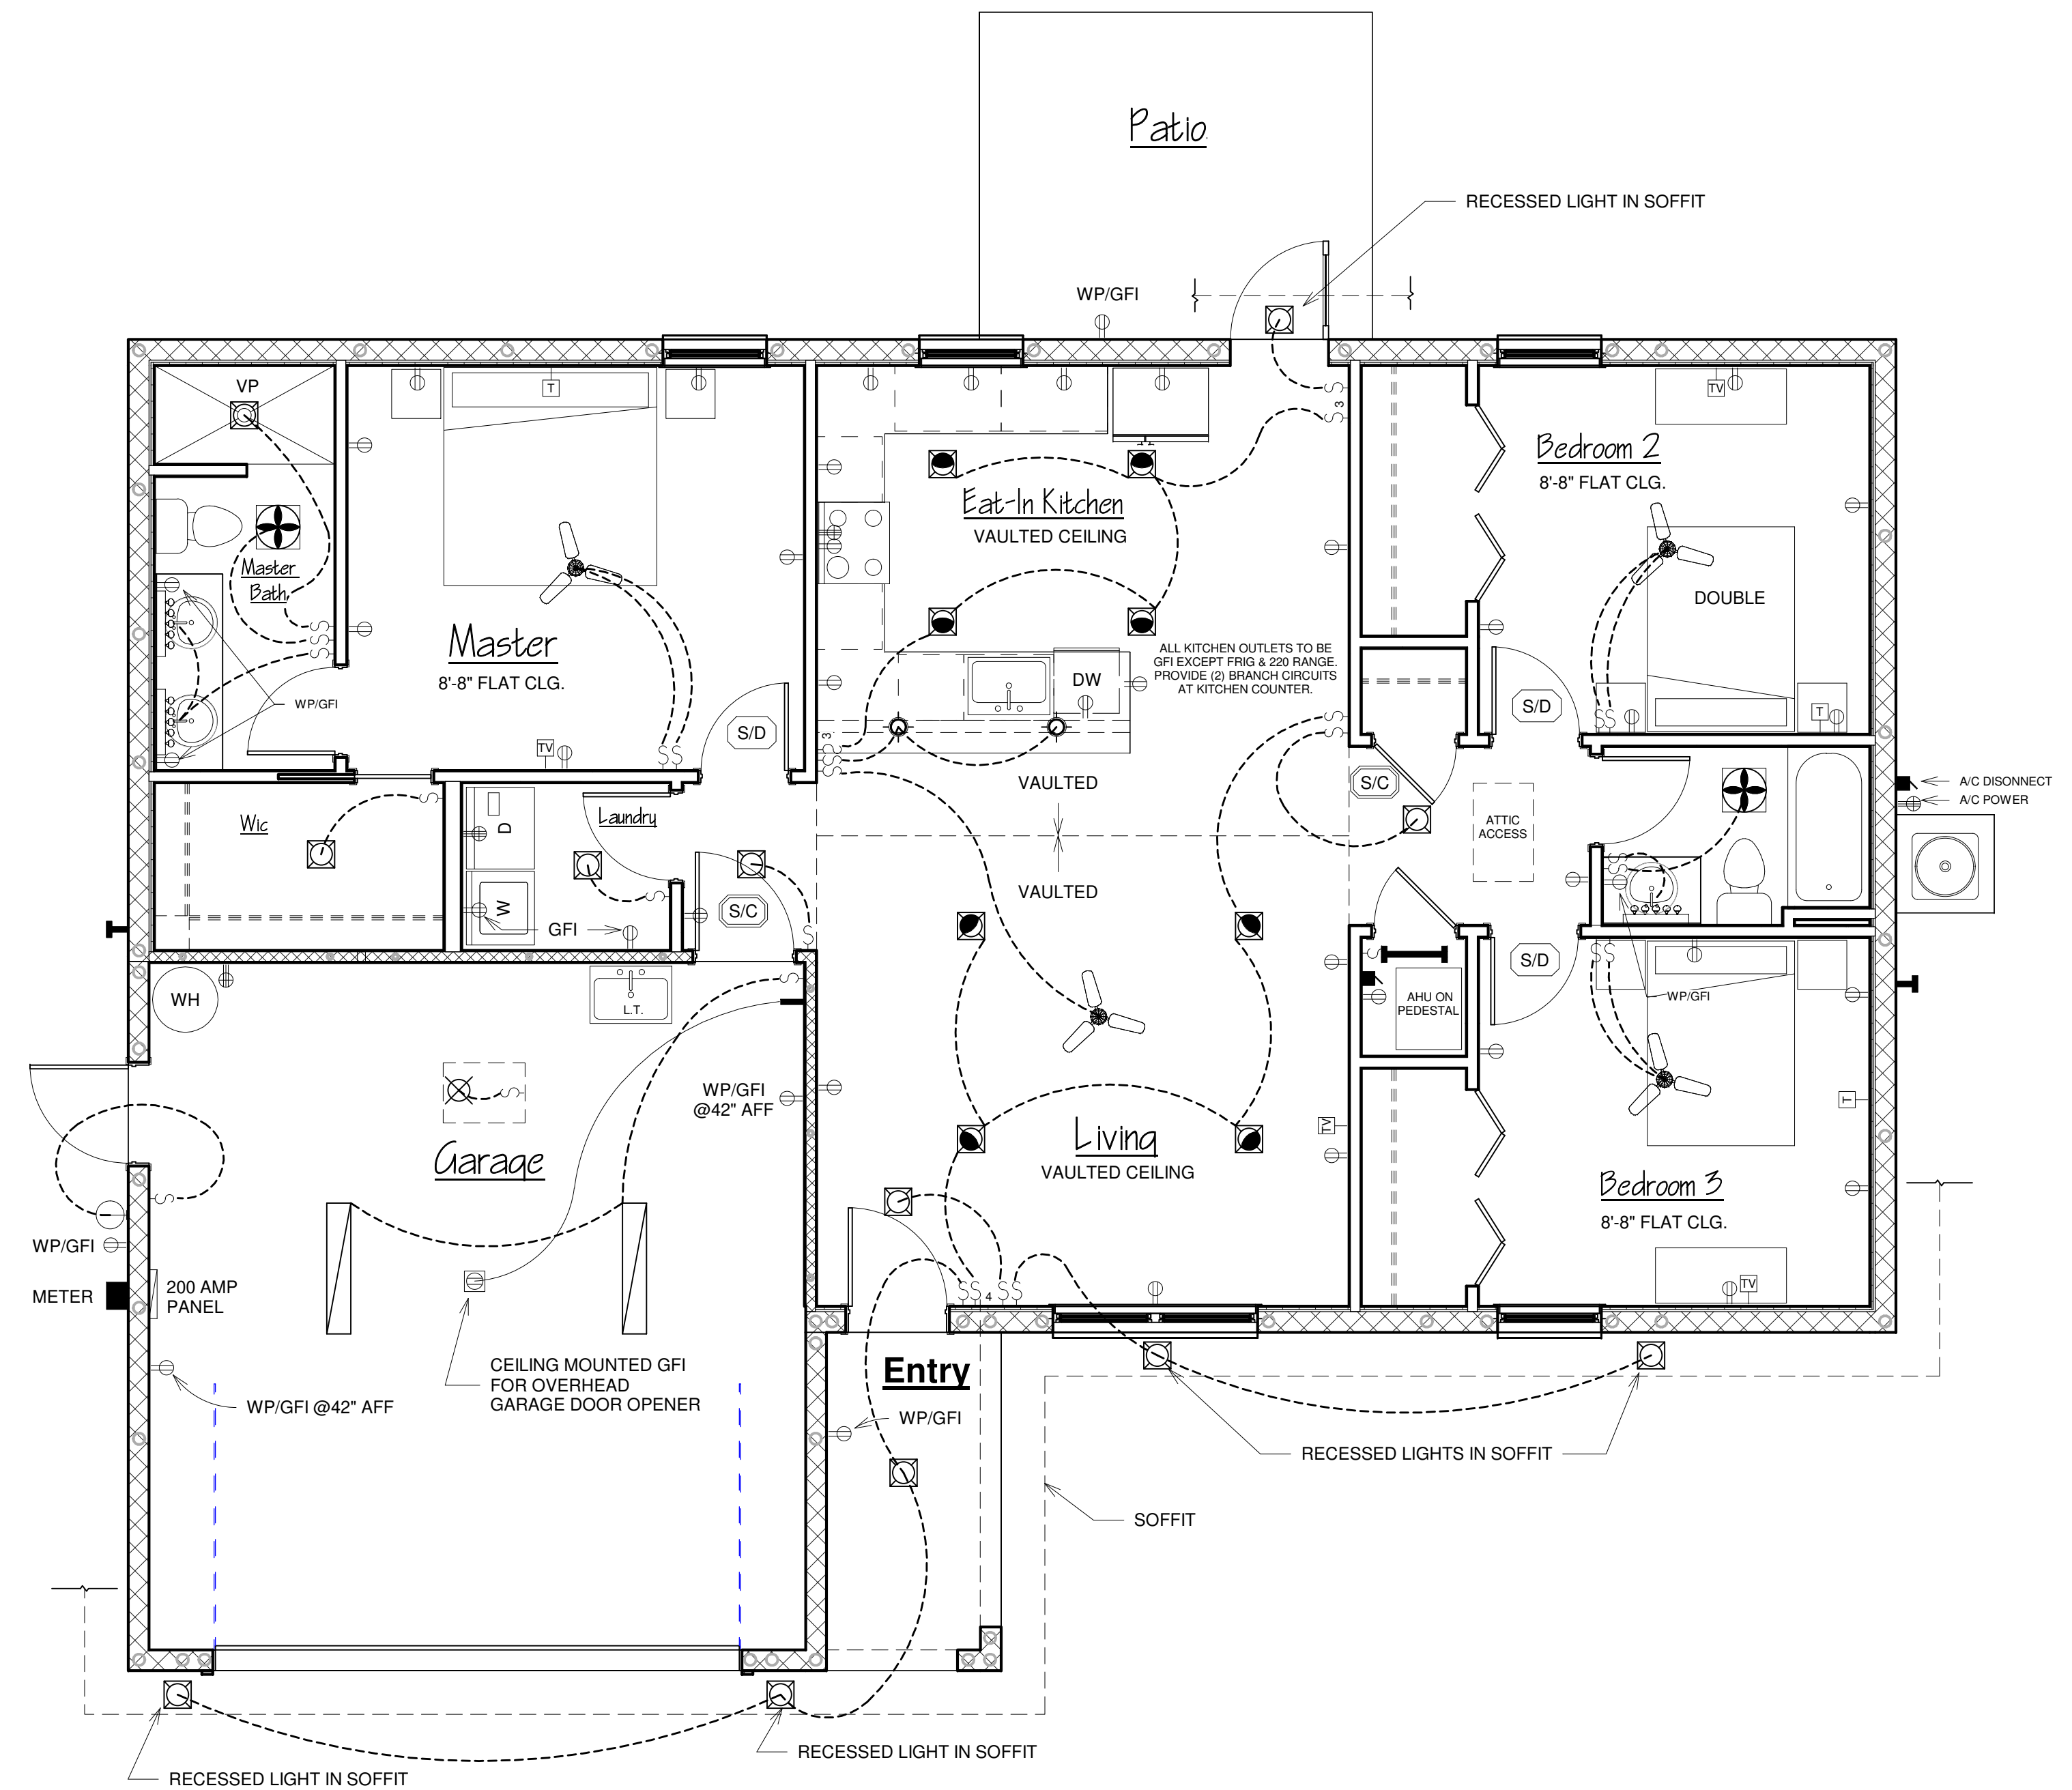 Patio
RECESSED LIGHT IN SOFFIT
WP/GFI
VP
T
TV
3
Bedroom 2
8'-8" FLAT CLG.
Eat-In Kitchen
VAULTED CEILING
Master
Bath
DOUBLE
Master
8'-8" FLAT CLG.
ALL KITCHEN OUTLETS TO BE
GFI EXCEPT FRIG & 220 RANGE.
PROVIDE (2) BRANCH CIRCUITS
AT KITCHEN COUNTER.
DW
WP/GFI
S/D
S/D
T
TV
3
VAULTED
S/C
A/C DISONNECT
A/C POWER
Wic
D
Laundry
ATTIC
ACCESS
VAULTED
W
GFI
S/C
S/D
WH
L.T.
AHU ON
PEDESTAL
WP/GFI
WP/GFI
@42" AFF
T
TV
Garage
Living
VAULTED CEILING
Bedroom 3
8'-8" FLAT CLG.
WP/GFI
METER
200 AMP
PANEL
4
TV
CEILING MOUNTED GFI
FOR OVERHEAD
GARAGE DOOR OPENER
Entry
WP/GFI @42" AFF
WP/GFI
RECESSED LIGHTS IN SOFFIT
SOFFIT
RECESSED LIGHT IN SOFFIT
RECESSED LIGHT IN SOFFIT